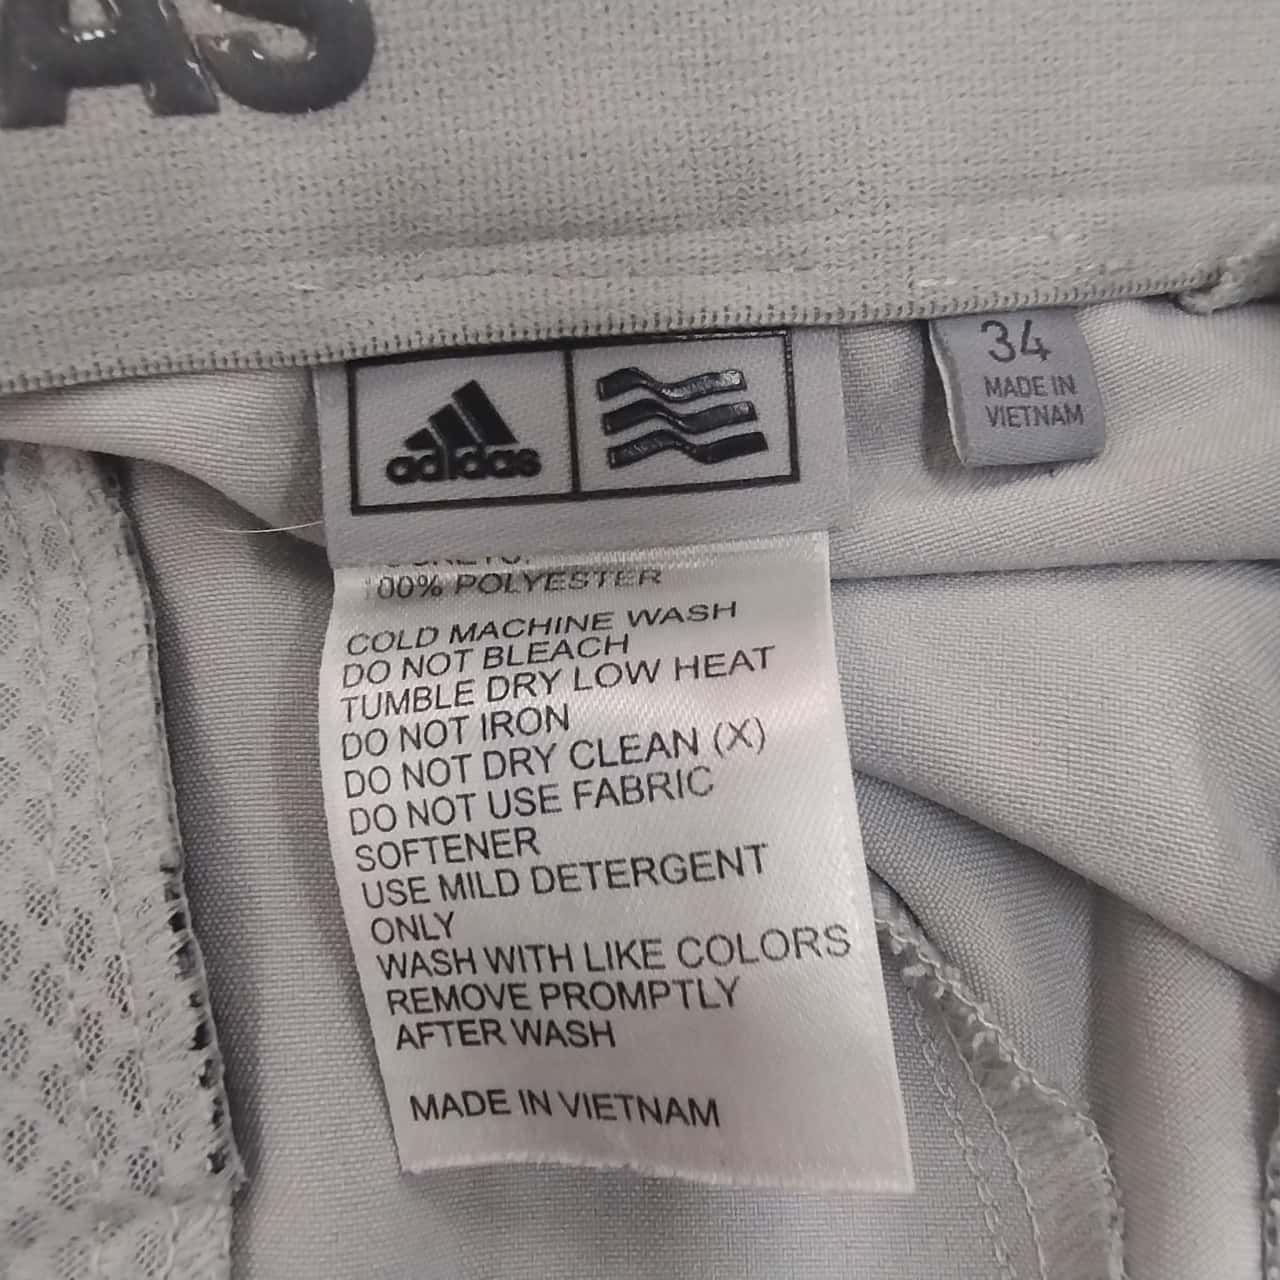 AS
adidas
34
MADE IN
VIETNAM
100% POLYESTER
COLD MACHINE WASH
DO NOT BLEACH
TUMBLE DRY LOW HEAT
DO NOT IRON
DO NOT DRY CLEAN (X)
DO NOT USE FABRIC
SOFTENER
USE MILD DETERGENT
ONLY
WASH WITH LIKE COLORS
REMOVE PROMPTLY
AFTER WASH
MADE IN VIETNAM